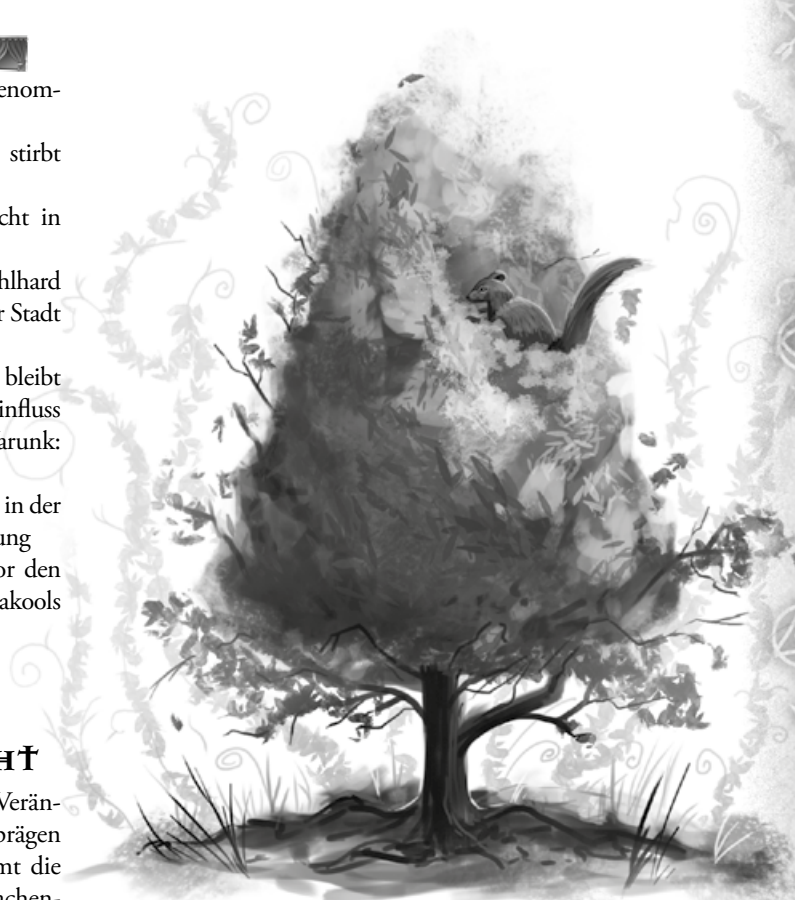 enom-
stirbt
cht in
hlhard
r Stadt
bleibt
influss
arunk:
in der
ung
or den
akools
HT
Verän-
prägen
mt die
nchen-